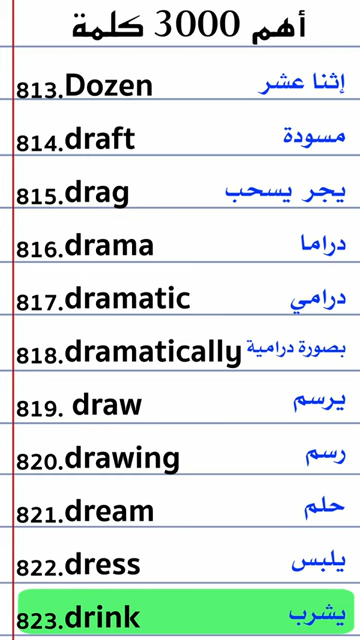 أهم 3000 كلمة
813.Dozen إثنا عشر
814.draft مسودة
815.drag يجر يسحب
816.drama دراما
817.dramatic درامي
818.dramatically بصورة درامية
819. draw يرسم
820.drawing رسم
821.dream حلم
822.dress يلبس
823.drink يشرب